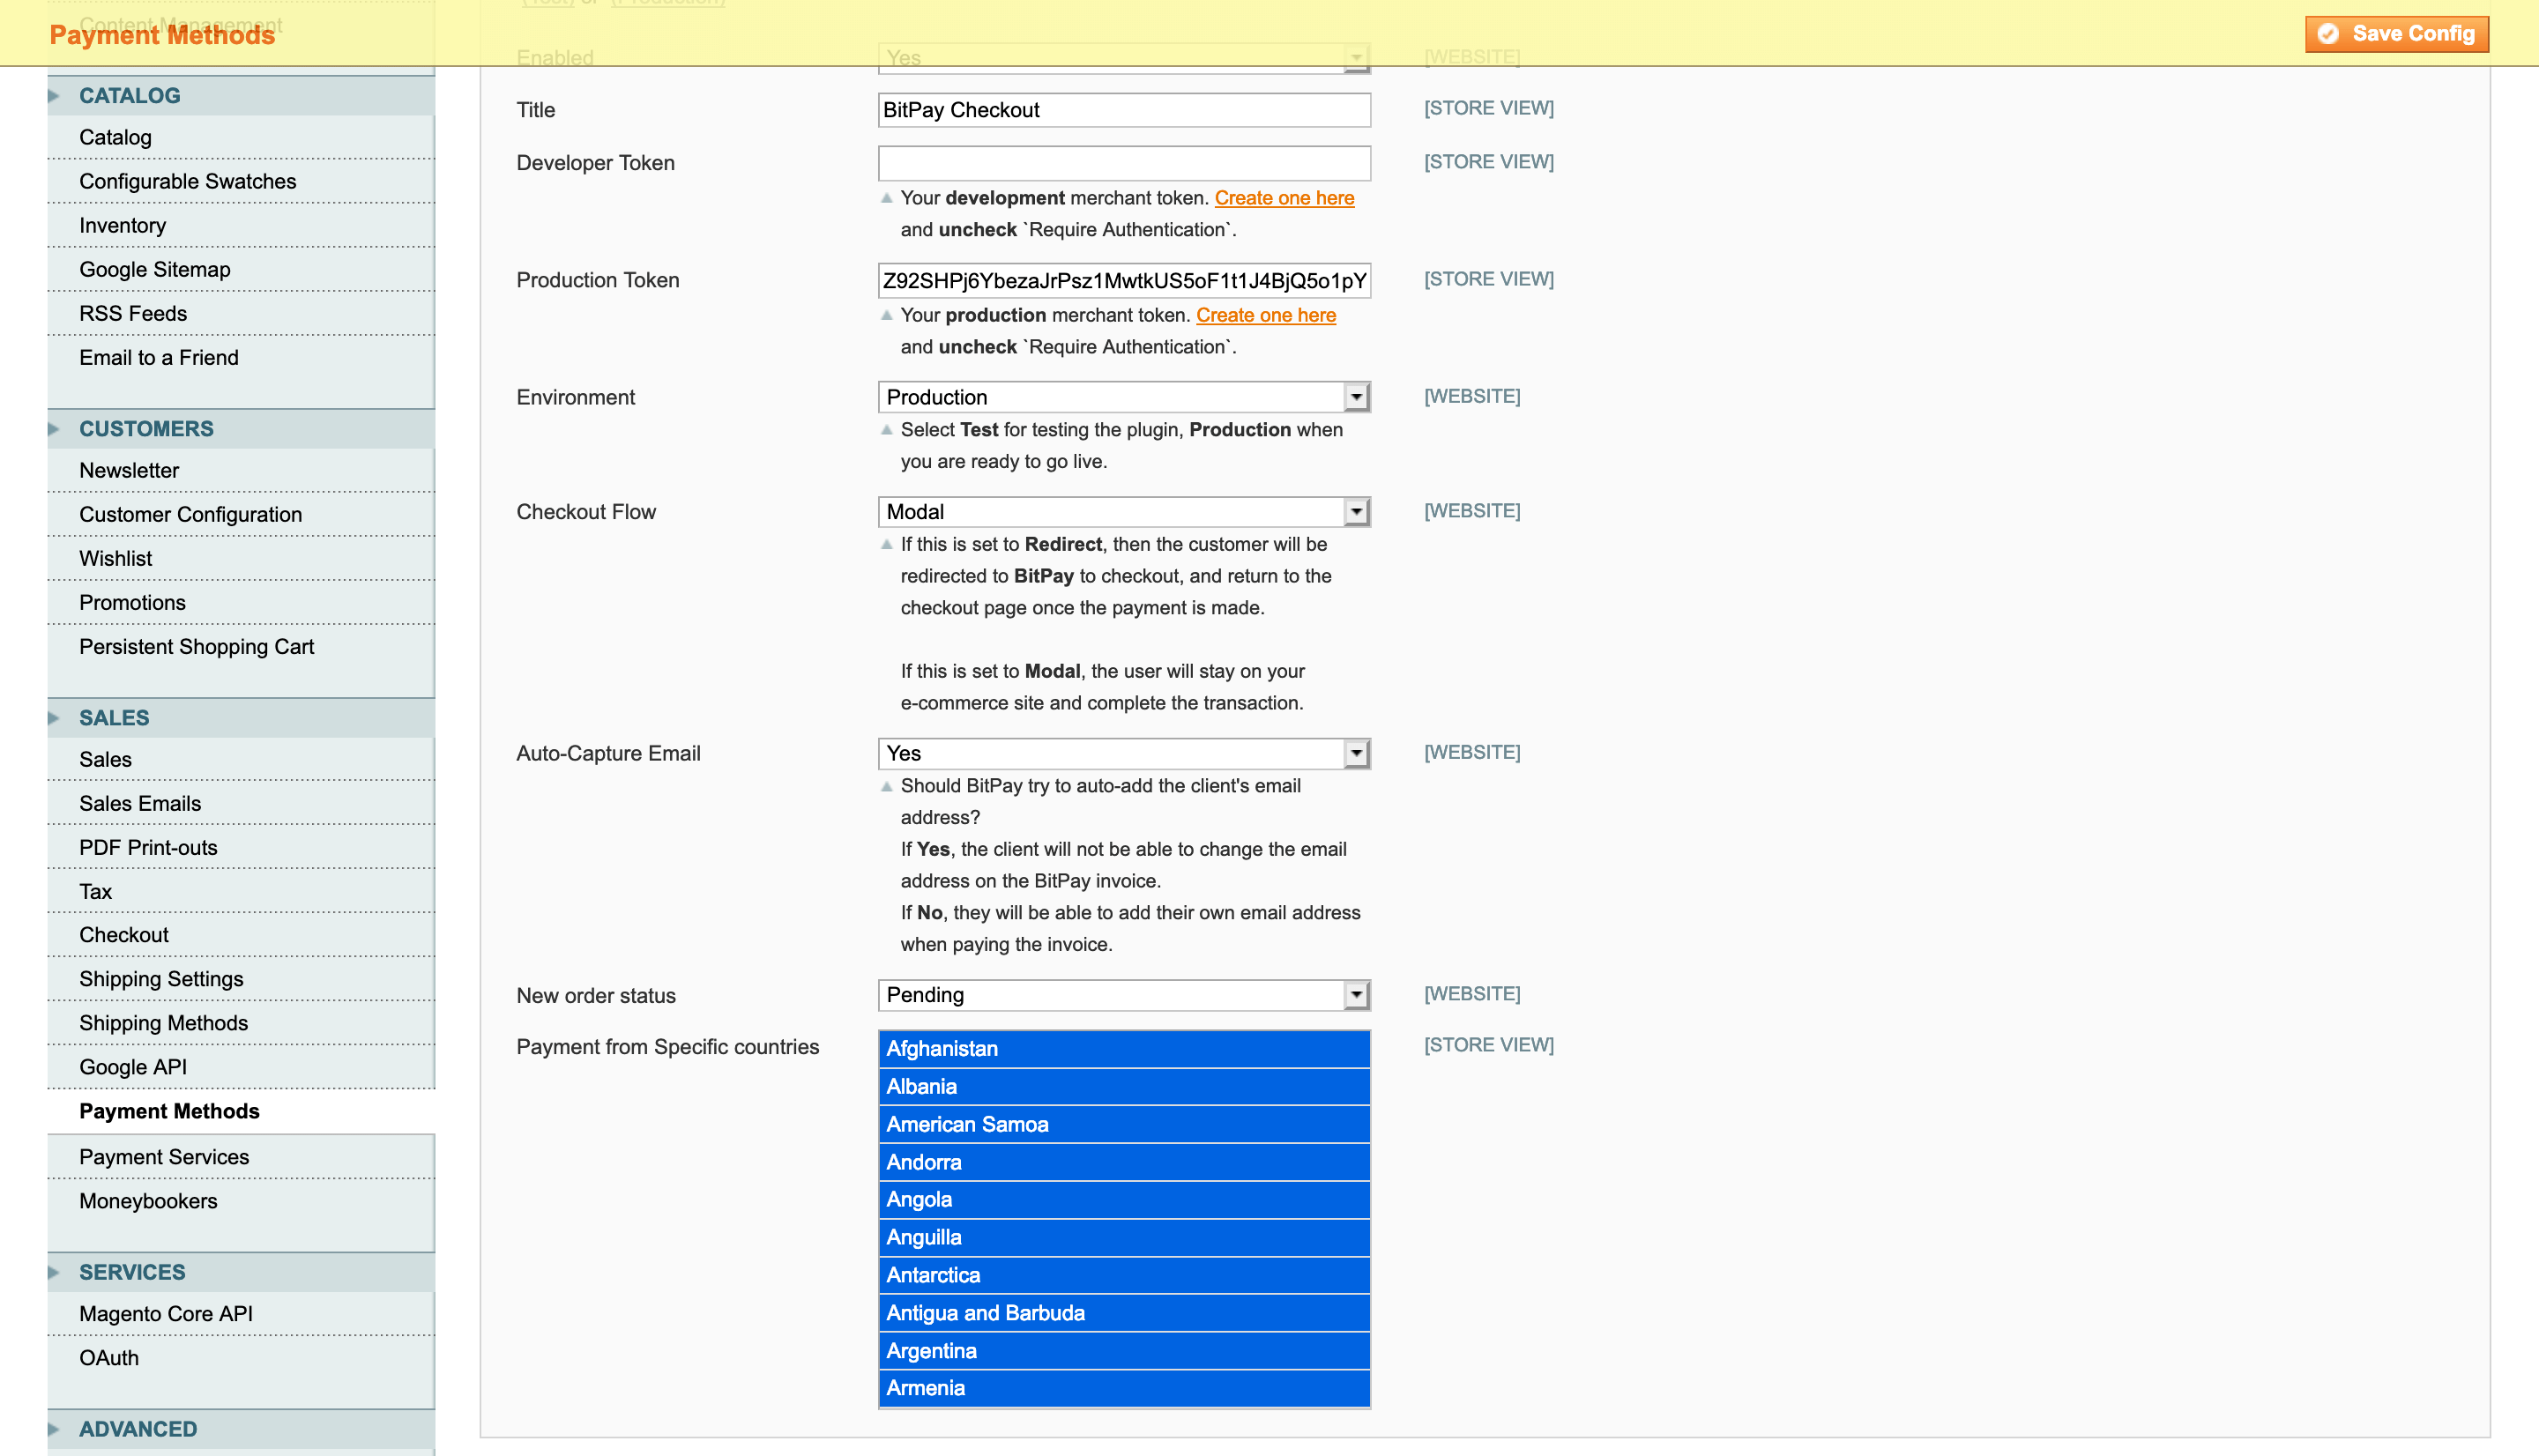 (Test) or (Production)
Content Management
Payment Methods
Save Config
Enabled
Yes
[WEBSITE]
CATALOG
Catalog
Configurable Swatches
Inventory
Google Sitemap
RSS Feeds
Email to a Friend
CUSTOMERS
Newsletter
Customer Configuration
Wishlist
Promotions
Persistent Shopping Cart
SALES
Sales
Sales Emails
PDF Print-outs
Tax
Checkout
Shipping Settings
Shipping Methods
Google API
Payment Methods
Payment Services
Moneybookers
SERVICES
Magento Core API
OAuth
ADVANCED
Title
BitPay Checkout
[STORE VIEW]
Developer Token
[STORE VIEW]
Your development merchant token. Create one here
and uncheck `Require Authentication`.
Production Token
Z92SHPj6YbezaJrPsz1MwtkUS5oF1t1J4BjQ5o1pY
[STORE VIEW]
Your production merchant token. Create one here
and uncheck `Require Authentication`.
Environment
Production
[WEBSITE]
Select Test for testing the plugin, Production when
you are ready to go live.
Checkout Flow
Modal
[WEBSITE]
If this is set to Redirect, then the customer will be
redirected to BitPay to checkout, and return to the
checkout page once the payment is made.
If this is set to Modal, the user will stay on your
e-commerce site and complete the transaction.
Auto-Capture Email
Yes
[WEBSITE]
Should BitPay try to auto-add the client's email
address?
If Yes, the client will not be able to change the email
address on the BitPay invoice.
If No, they will be able to add their own email address
when paying the invoice.
New order status
Pending
[WEBSITE]
Payment from Specific countries
[STORE VIEW]
Afghanistan
Albania
American Samoa
Andorra
Angola
Anguilla
Antarctica
Antigua and Barbuda
Argentina
Armenia